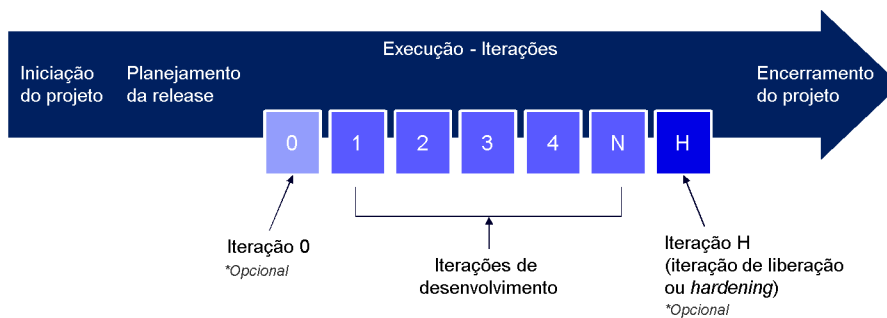 Execução - Iterações
Iniciação
do projeto
Planejamento
da release
Encerramento
do projeto
0
1
2
3
4
N
H
Iteração 0
*Opcional
Iterações de
desenvolvimento
Iteração H
(iteração de liberação
ou hardening)
*Opcional